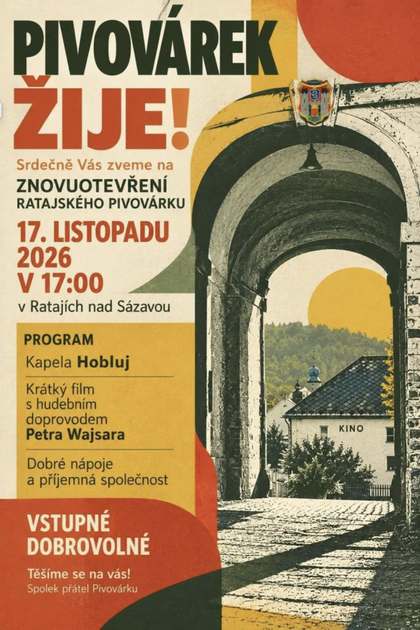 PIVOVÁREK
ŽIJE!
Srdečně Vás zveme na
ZNOVUOTEVŘENÍ
RATAJSKÉHO PIVOVÁRKU
17. LISTOPADU
2026
V 17:00
v Ratajích nad Sázavou
PROGRAM
Kapela Hobluj
Krátký film
s hudebním
doprovodem
Petra Wajsara
Dobré nápoje
a příjemná společnost
KINO
VSTUPNÉ
DOBROVOLNÉ
Těšíme se na vás!
Spolek přátel Pivovárku